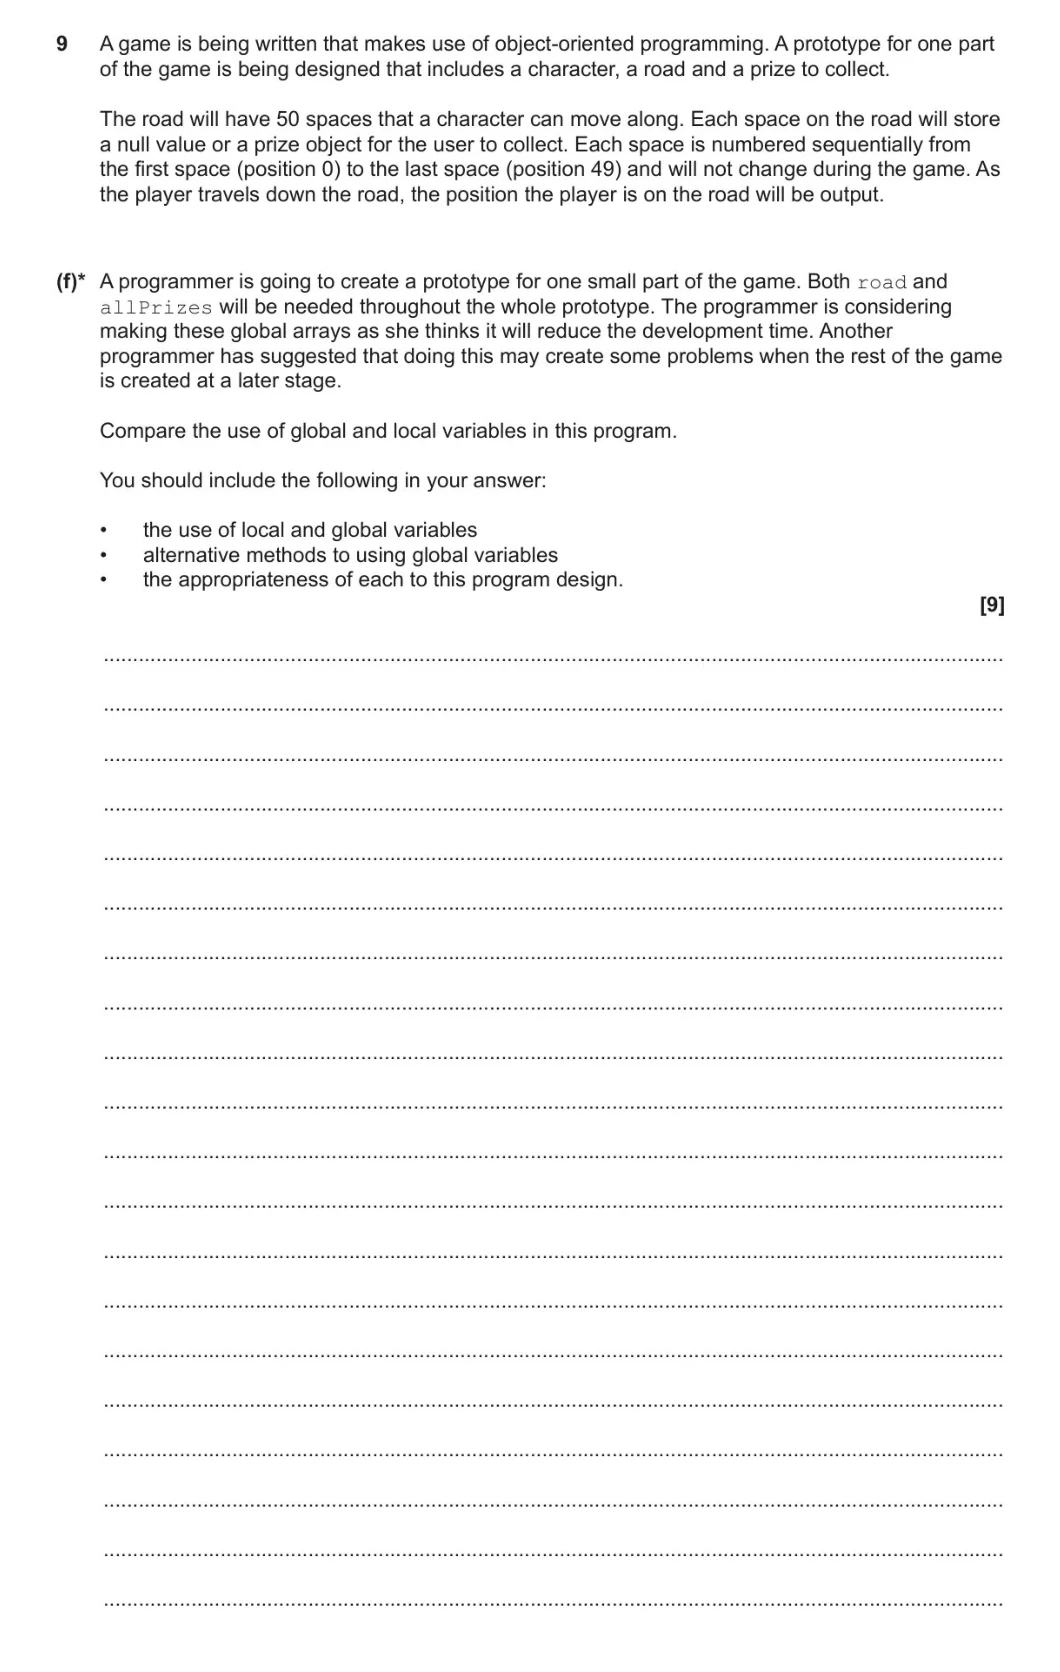 9 A game is being written that makes use of object-oriented programming. A prototype for one part
of the game is being designed that includes a character, a road and a prize to collect.
The road will have 50 spaces that a character can move along. Each space on the road will store
a null value or a prize object for the user to collect. Each space is numbered sequentially from
the first space (position 0) to the last space (position 49) and will not change during the game. As
the player travels down the road, the position the player is on the road will be output.
(f)* A programmer is going to create a prototype for one small part of the game. Both road and
allPrizes will be needed throughout the whole prototype. The programmer is considering
making these global arrays as she thinks it will reduce the development time. Another
programmer has suggested that doing this may create some problems when the rest of the game
is created at a later stage.
Compare the use of global and local variables in this program.
You should include the following in your answer:
• the use of local and global variables
• alternative methods to using global variables
• the appropriateness of each to this program design.
[9]